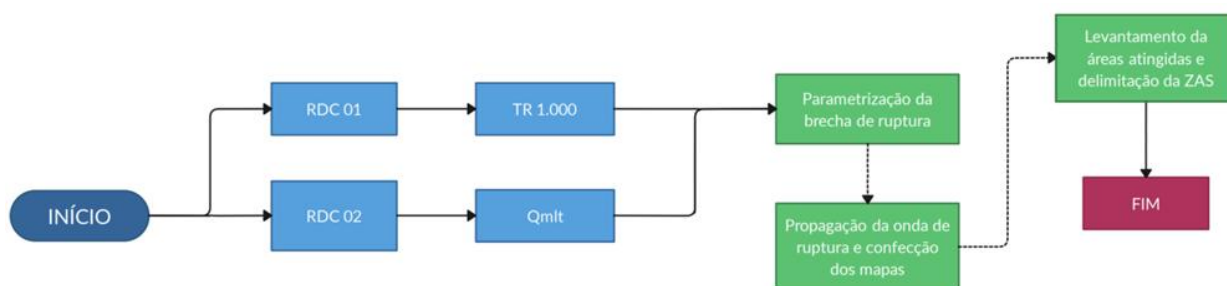 INÍCIO
RDC 01
TR 1.000
RDC 02
Qmlt
Parametrização da
brecha de ruptura
Propagação da onda de
ruptura e confecção
dos mapas
Levantamento da
áreas atingidas e
delimitação da ZAS
FIM